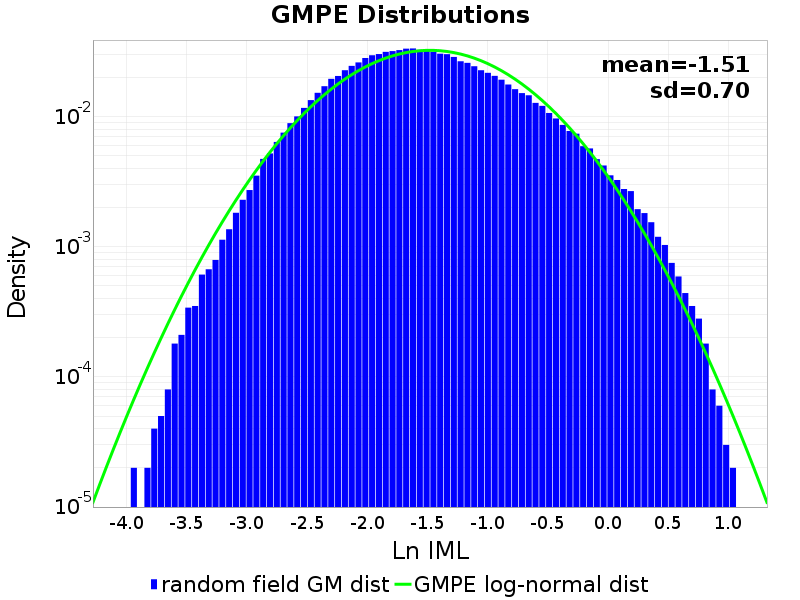 GMPE Distributions
mean=-1.51
sd=0.70
Density
10-2
10-3
10-4
10-5
-4.0 -3.5 -3.0 -2.5 -2.0 -1.5 -1.0 -0.5 0.0 0.5 1.0
Ln IML
random field GM dist GMPE log-normal dist